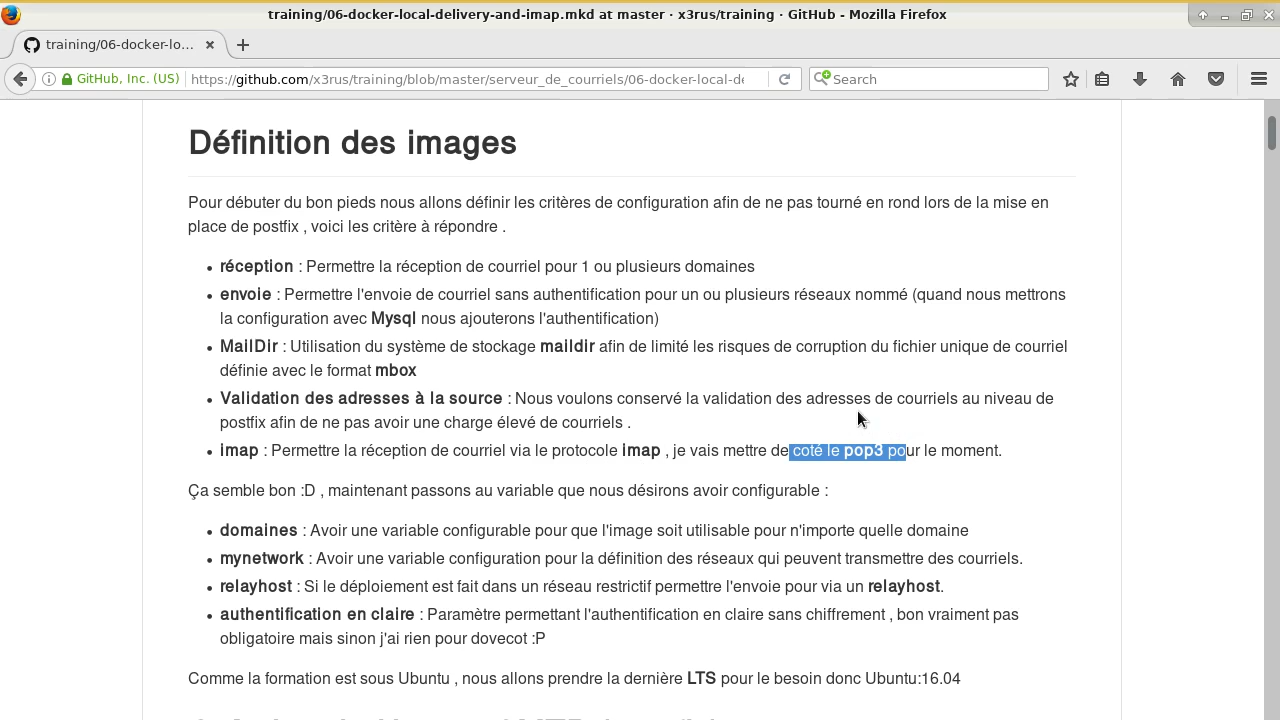 training/06-docker-local-delivery-and-imap.mkd at master · x3rus/training · GitHub - Mozilla Firefox
training/06-docker-lo...
GitHub, Inc. (US)
https://github.com/x3rus/training/blob/master/serveur_de_courriels/06-docker-local-de
Search
Définition des images
Pour débuter du bon pieds nous allons définir les critères de configuration afin de ne pas tourné en rond lors de la mise en
place de postfix , voici les critère à répondre .
• réception : Permettre la réception de courriel pour 1 ou plusieurs domaines
• envoie : Permettre l'envoie de courriel sans authentification pour un ou plusieurs réseaux nommé (quand nous mettrons
la configuration avec Mysql nous ajouterons l'authentification)
• MailDir : Utilisation du système de stockage maildir afin de limité les risques de corruption du fichier unique de courriel
définie avec le format mbox
• Validation des adresses à la source : Nous voulons conservé la validation des adresses de courriels au niveau de
postfix afin de ne pas avoir une charge élevé de courriels .
• imap : Permettre la réception de courriel via le protocole imap , je vais mettre de coté le pop3 pour le moment.
Ça semble bon :D , maintenant passons au variable que nous désirons avoir configurable :
• domaines : Avoir une variable configurable pour que l'image soit utilisable pour n'importe quelle domaine
• mynetwork : Avoir une variable configuration pour la définition des réseaux qui peuvent transmettre des courriels.
• relayhost : Si le déploiement est fait dans un réseau restrictif permettre l'envoie pour via un relayhost.
• authentification en claire : Paramètre permettant l'authentification en claire sans chiffrement , bon vraiment pas
obligatoire mais sinon j'ai rien pour dovecot :P
Comme la formation est sous Ubuntu , nous allons prendre la dernière LTS pour le besoin donc Ubuntu:16.04